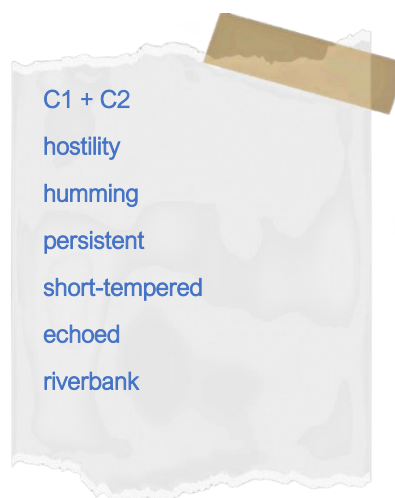 C1 + C2
hostility
humming
persistent
short-tempered
echoed
riverbank